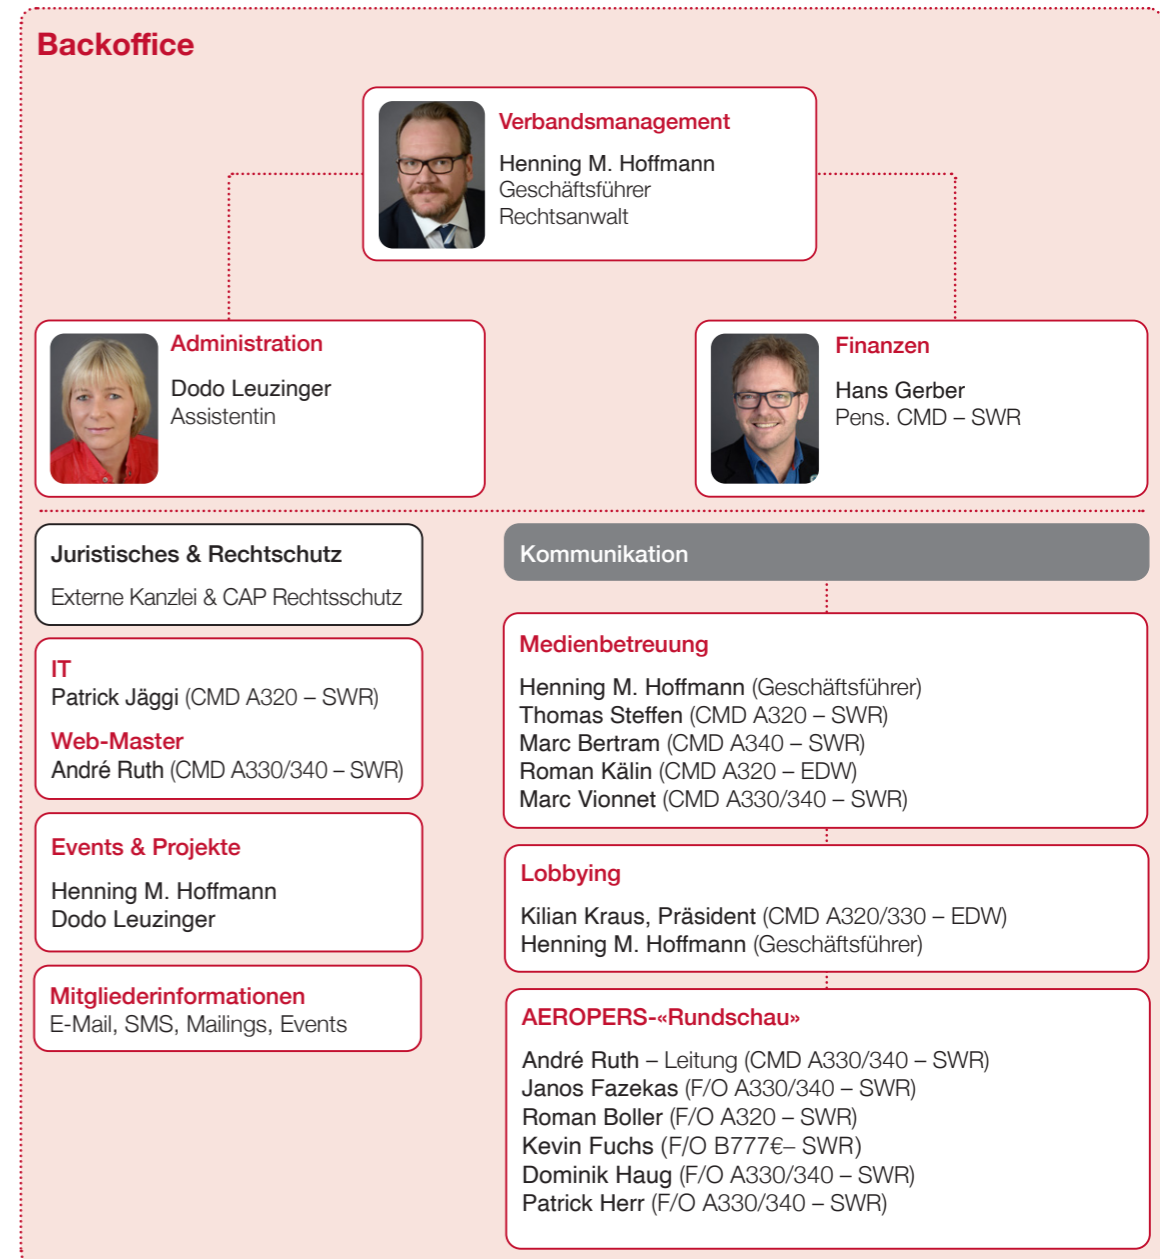 Backoffice
Verbandsmanagement
Henning M. Hoffmann
Geschäftsführer
Rechtsanwalt
Administration
Dodo Leuzinger
Assistentin
Finanzen
Hans Gerber
Pens. CMD – SWR
Juristisches & Rechtschutz
Externe Kanzlei & CAP Rechtsschutz
IT
Patrick Jäggi (CMD A320 – SWR)
Web-Master
André Ruth (CMD A330/340 – SWR)
Events & Projekte
Henning M. Hoffmann
Dodo Leuzinger
Mitgliederinformationen
E-Mail, SMS, Mailings, Events
Kommunikation
Medienbetreuung
Henning M. Hoffmann (Geschäftsführer)
Thomas Steffen (CMD A320 – SWR)
Marc Bertram (CMD A340 – SWR)
Roman Kälin (CMD A320 – EDW)
Marc Vionnet (CMD A330/340 – SWR)
Lobbying
Kilian Kraus, Präsident (CMD A320/330 – EDW)
Henning M. Hoffmann (Geschäftsführer)
AEROPERS-«Rundschau»
André Ruth – Leitung (CMD A330/340 – SWR)
Janos Fazekas (F/O A330/340 – SWR)
Roman Boller (F/O A320 – SWR)
Kevin Fuchs (F/O B777€– SWR)
Dominik Haug (F/O A330/340 – SWR)
Patrick Herr (F/O A330/340 – SWR)